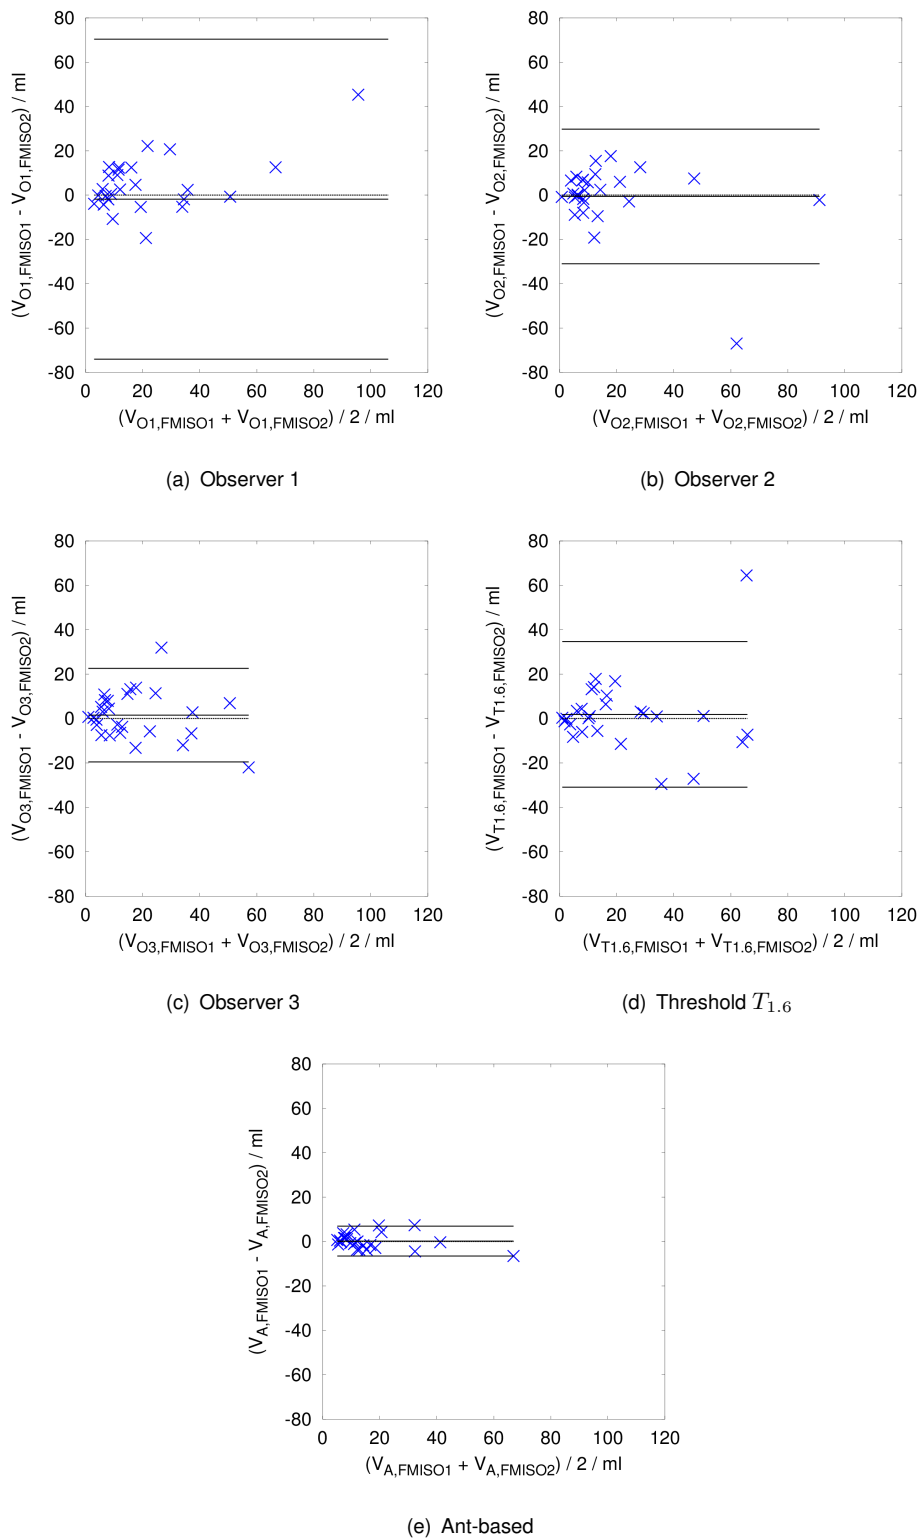 80
60
40
20
0
-20
-40
-60
-80
0 20 40 60 80 100 120
(V_O1,FMISO1 - V_O1,FMISO2) / ml
(V_O1,FMISO1 + V_O1,FMISO2) / 2 / ml
(a) Observer 1
80
60
40
20
0
-20
-40
-60
-80
0 20 40 60 80 100 120
(V_O2,FMISO1 - V_O2,FMISO2) / ml
(V_O2,FMISO1 + V_O2,FMISO2) / 2 / ml
(b) Observer 2
80
60
40
20
0
-20
-40
-60
-80
0 20 40 60 80 100 120
(V_O3,FMISO1 - V_O3,FMISO2) / ml
(V_O3,FMISO1 + V_O3,FMISO2) / 2 / ml
(c) Observer 3
80
60
40
20
0
-20
-40
-60
-80
0 20 40 60 80 100 120
(V_T1.6,FMISO1 - V_T1.6,FMISO2) / ml
(V_T1.6,FMISO1 + V_T1.6,FMISO2) / 2 / ml
(d) Threshold T_1.6
80
60
40
20
0
-20
-40
-60
-80
0 20 40 60 80 100 120
(V_A,FMISO1 - V_A,FMISO2) / ml
(V_A,FMISO1 + V_A,FMISO2) / 2 / ml
(e) Ant-based